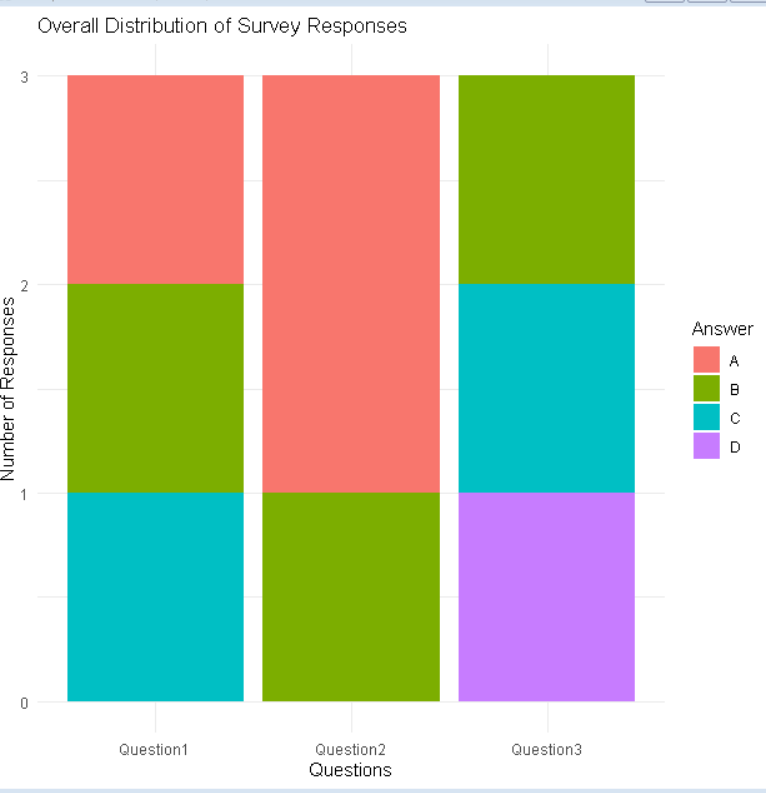 Overall Distribution of Survey Responses
3
2
1
0
Number of Responses
Question1
Question2
Question3
Questions
Answer
A
B
C
D